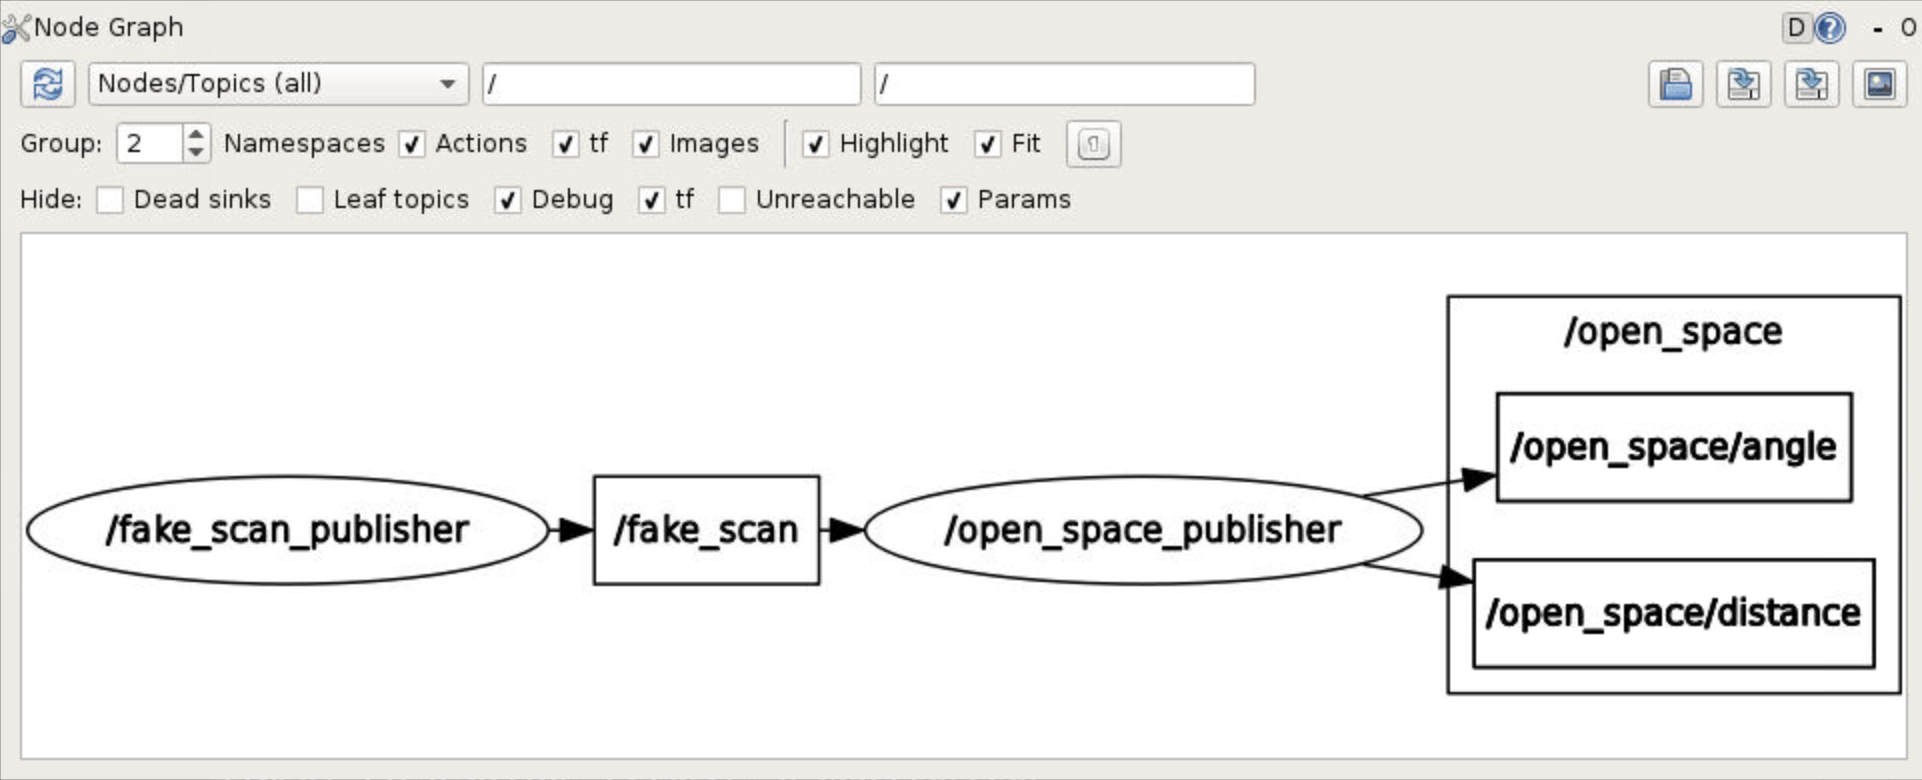 Node Graph D ? - O
Nodes/Topics (all) / /
Group: 2 Namespaces Actions tf Images Highlight Fit
Hide: Dead sinks Leaf topics Debug tf Unreachable Params
/open_space
/open_space/angle
/fake_scan_publisher /fake_scan /open_space_publisher
/open_space/distance